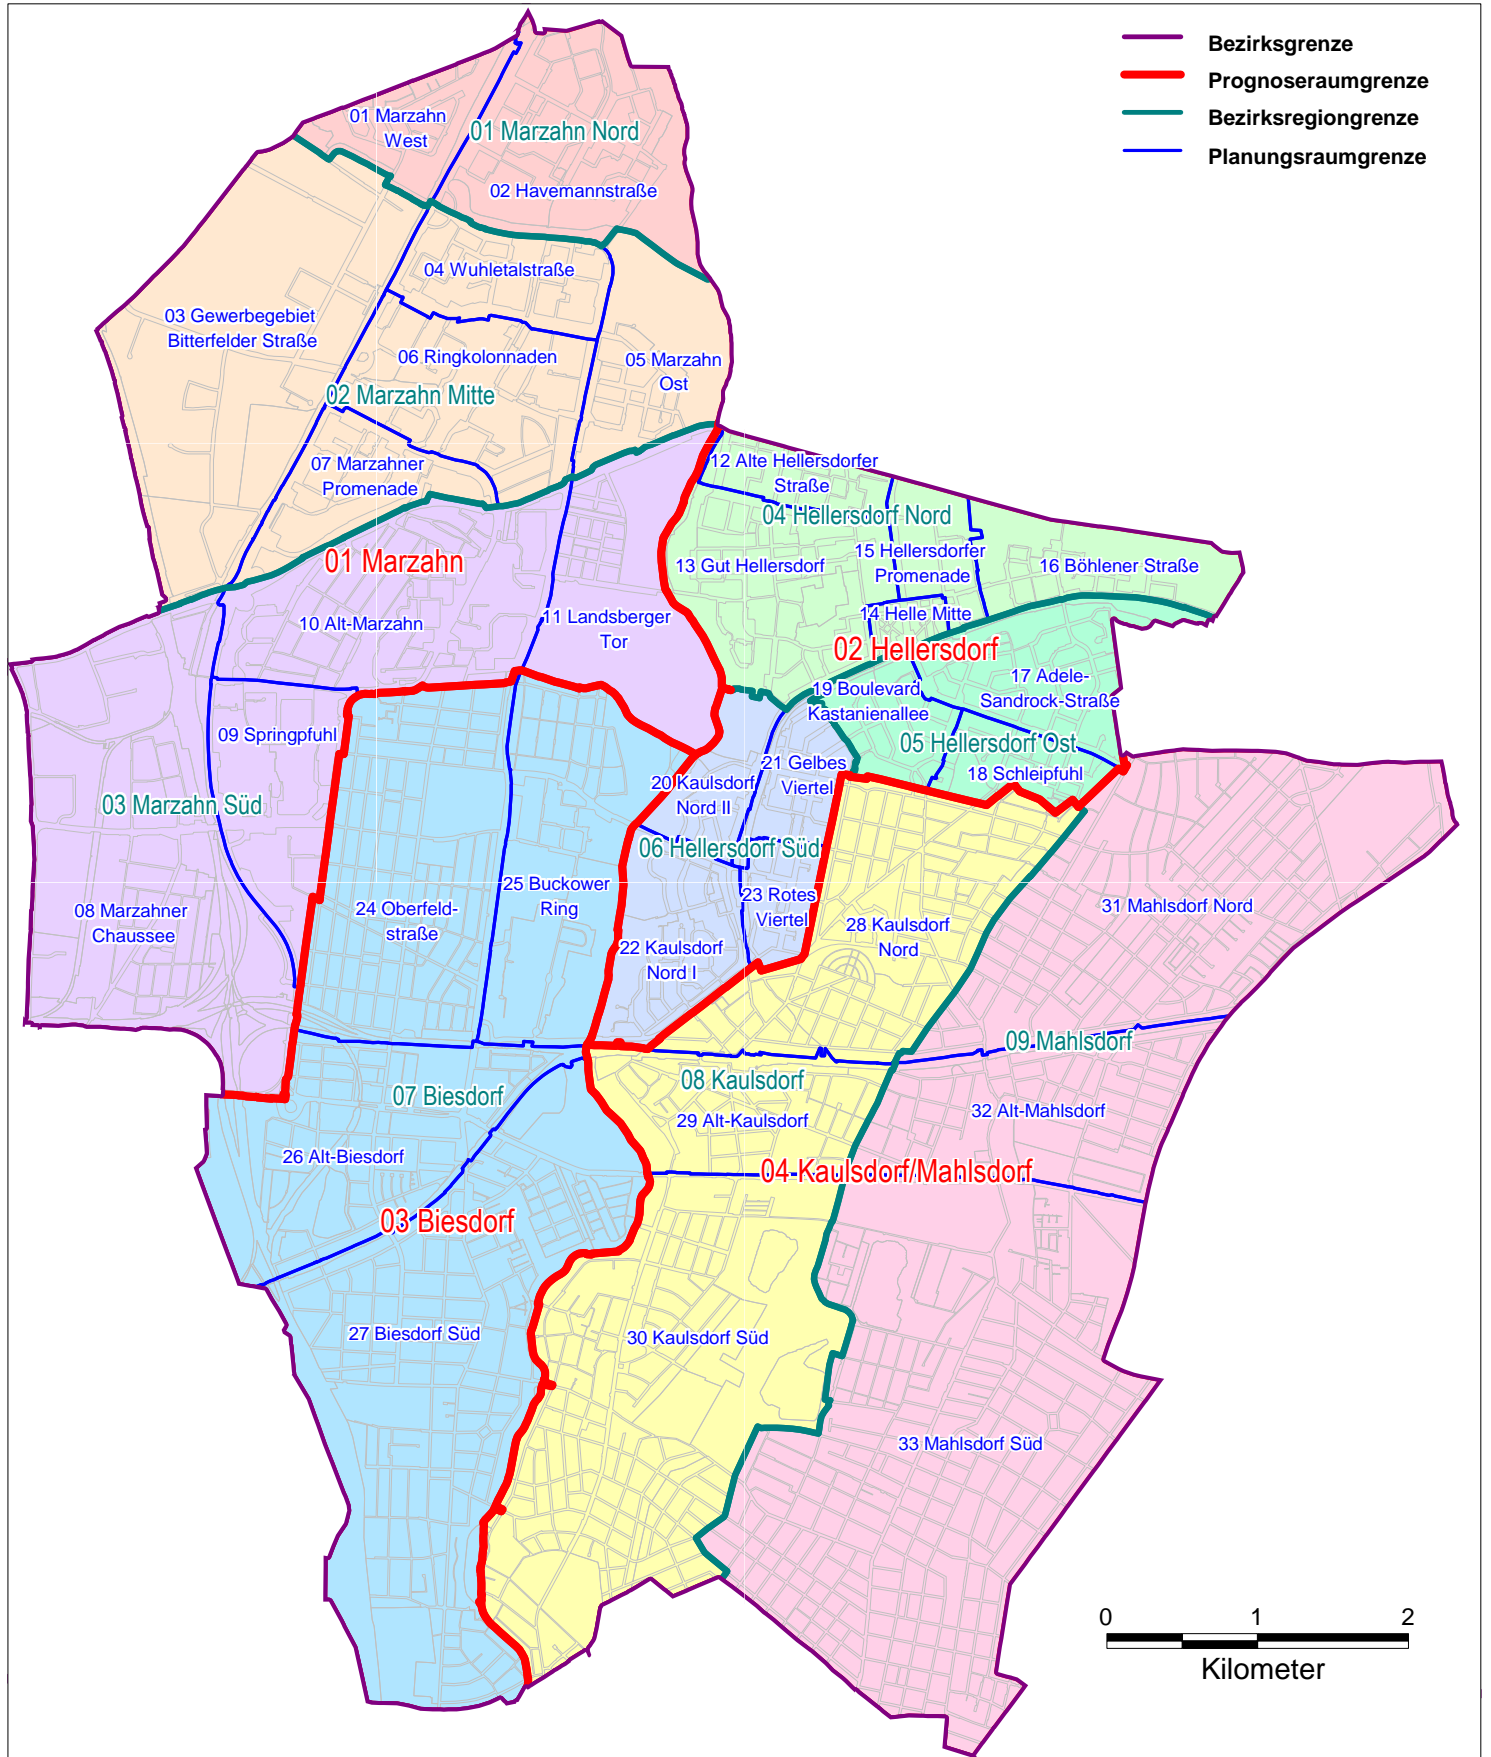 Bezirksgrenze
Prognoseraumgrenze
Bezirksregiongrenze
Planungsraumgrenze
01 Marzahn
West
01 Marzahn Nord
02 Havemannstraße
04 Wuhletalstraße
03 Gewerbegebiet
Bitterfelder Straße
06 Ringkolonnaden
05 Marzahn
Ost
02 Marzahn Mitte
07 Marzahner
Promenade
12 Alte Hellersdorfer
Straße
04 Hellersdorf Nord
01 Marzahn
13 Gut Hellersdorf
15 Hellersdorfer
Promenade
16 Böhlener Straße
10 Alt-Marzahn
11 Landsberger
Tor
14 Helle Mitte
02 Hellersdorf
17 Adele-
Sandrock-Straße
19 Boulevard
Kastanienallee
09 Springpfuhl
05 Hellersdorf Ost
18 Schleipfuhl
21 Gelbes
Viertel
20 Kaulsdorf
Nord II
03 Marzahn Süd
06 Hellersdorf Süd
08 Marzahner
Chaussee
24 Oberfeld-
straße
25 Buckower
Ring
23 Rotes
Viertel
31 Mahlsdorf Nord
28 Kaulsdorf
Nord
22 Kaulsdorf
Nord I
09 Mahlsdorf
08 Kaulsdorf
07 Biesdorf
29 Alt-Kaulsdorf
32 Alt-Mahlsdorf
26 Alt-Biesdorf
04 Kaulsdorf/Mahlsdorf
03 Biesdorf
27 Biesdorf Süd
30 Kaulsdorf Süd
33 Mahlsdorf Süd
0 1 2
Kilometer